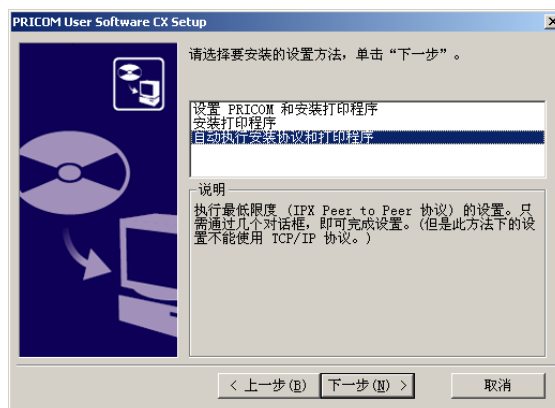 PRICOM User Software CX Setup
请选择要安装的设置方法，单击“下一步”。
设置 PRICOM 和安装打印程序
安装打印程序
自动执行安装协议和打印程序
说明
执行最低限度 (IPX Peer to Peer 协议) 的设置。只
需通过几个对话框，即可完成设置。(但是此方法下的设
置不能使用 TCP/IP 协议。)
< 上一步(B)
下一步(N) >
取消